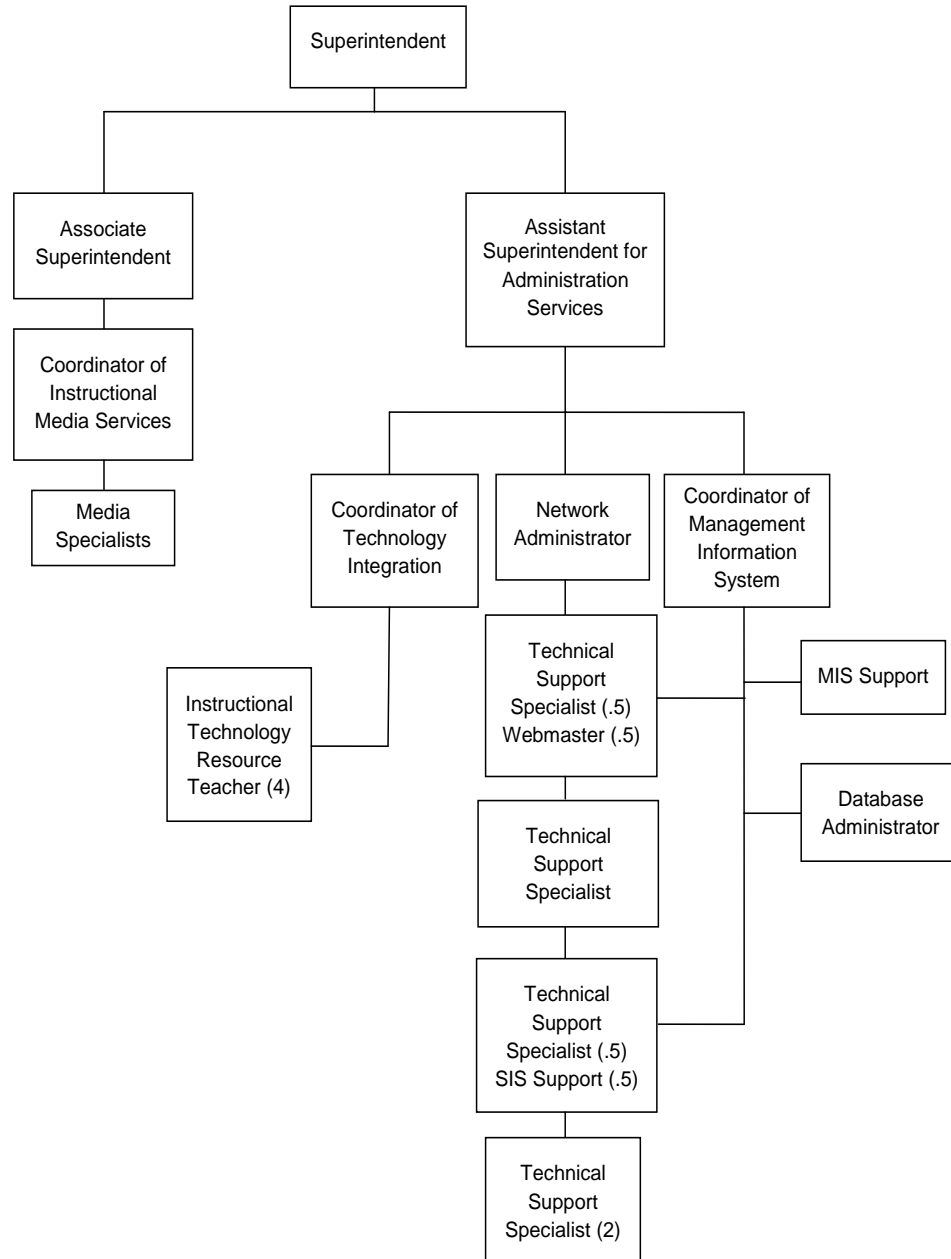 Superintendent
Associate
Superintendent
Assistant
Superintendent for
Administration
Services
Coordinator of
Instructional
Media Services
Media
Specialists
Coordinator of
Technology
Integration
Network
Administrator
Coordinator of
Management
Information
System
Instructional
Technology
Resource
Teacher (4)
Technical
Support
Specialist (.5)
Webmaster (.5)
MIS Support
Database
Administrator
Technical
Support
Specialist
Technical
Support
Specialist (.5)
SIS Support (.5)
Technical
Support
Specialist (2)